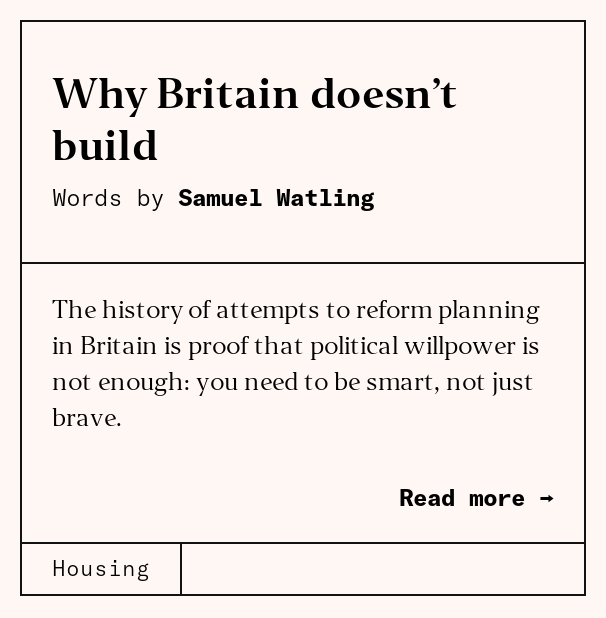 Why Britain doesn’t
build
Words by Samuel Watling
The history of attempts to reform planning
in Britain is proof that political willpower is
not enough: you need to be smart, not just
brave.
Read more →
Housing